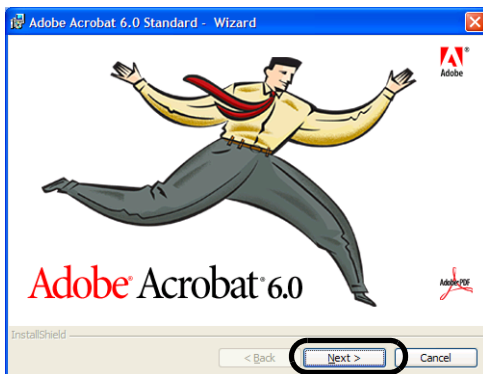 Adobe Acrobat 6.0 Standard - Wizard
Adobe
Adobe® Acrobat® 6.0
Adobe PDF
InstallShield
< Back
Next >
Cancel